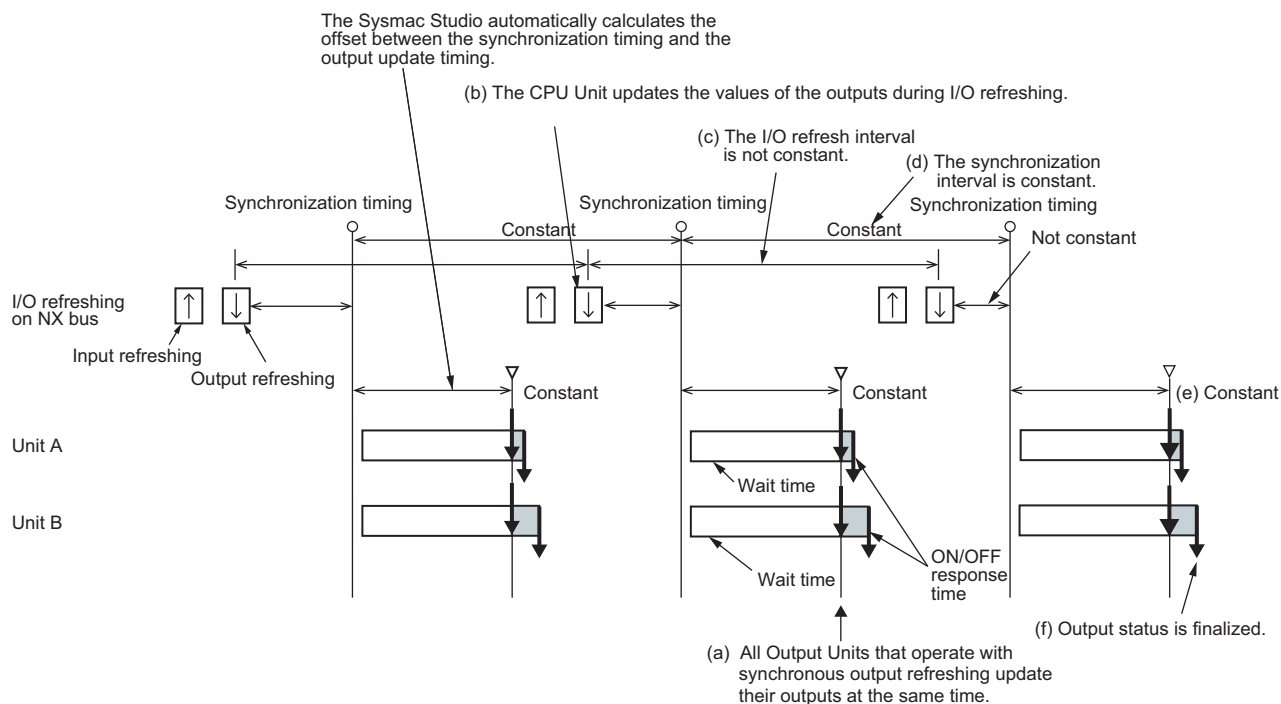 The Sysmac Studio automatically calculates the
offset between the synchronization timing and the
output update timing.
(b) The CPU Unit updates the values of the outputs during I/O refreshing.
(c) The I/O refresh interval
is not constant.
(d) The synchronization
interval is constant.
Synchronization timing
Synchronization timing
Synchronization timing
Constant
Constant
Not constant
I/O refreshing
on NX bus
Input refreshing
Output refreshing
Constant
Constant
(e) Constant
Unit A
Wait time
Unit B
Wait time
ON/OFF
response
time
(f) Output status is finalized.
(a) All Output Units that operate with
synchronous output refreshing update
their outputs at the same time.